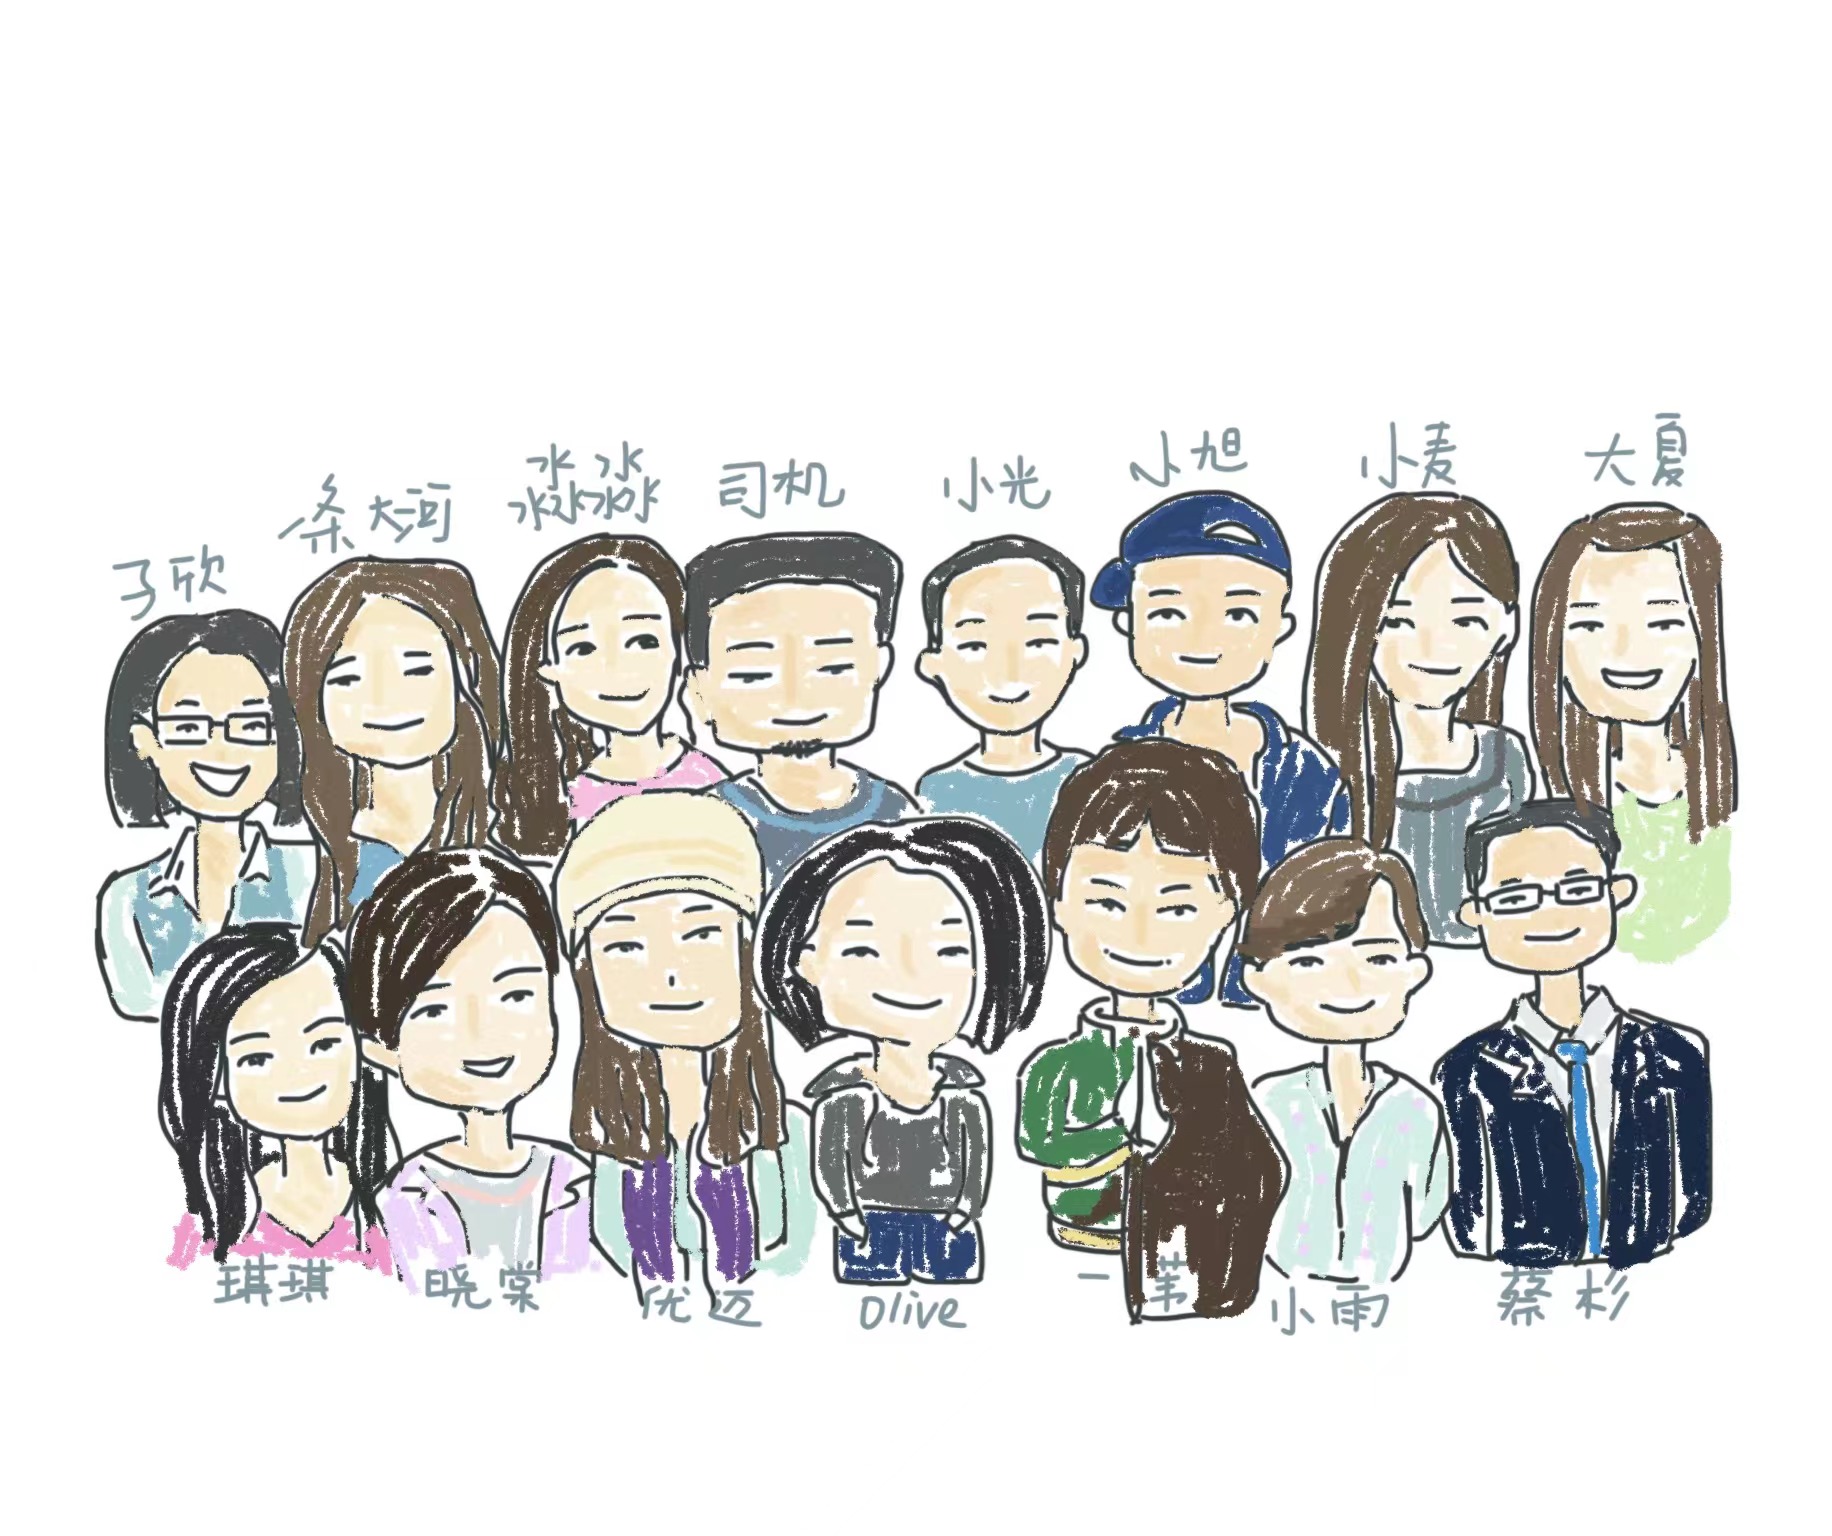 子欣
一条大河
淼淼
司机
小光
小旭
小麦
大夏
琪琪
晓棠
优迈
Olive
一苇
小雨
蔡杉